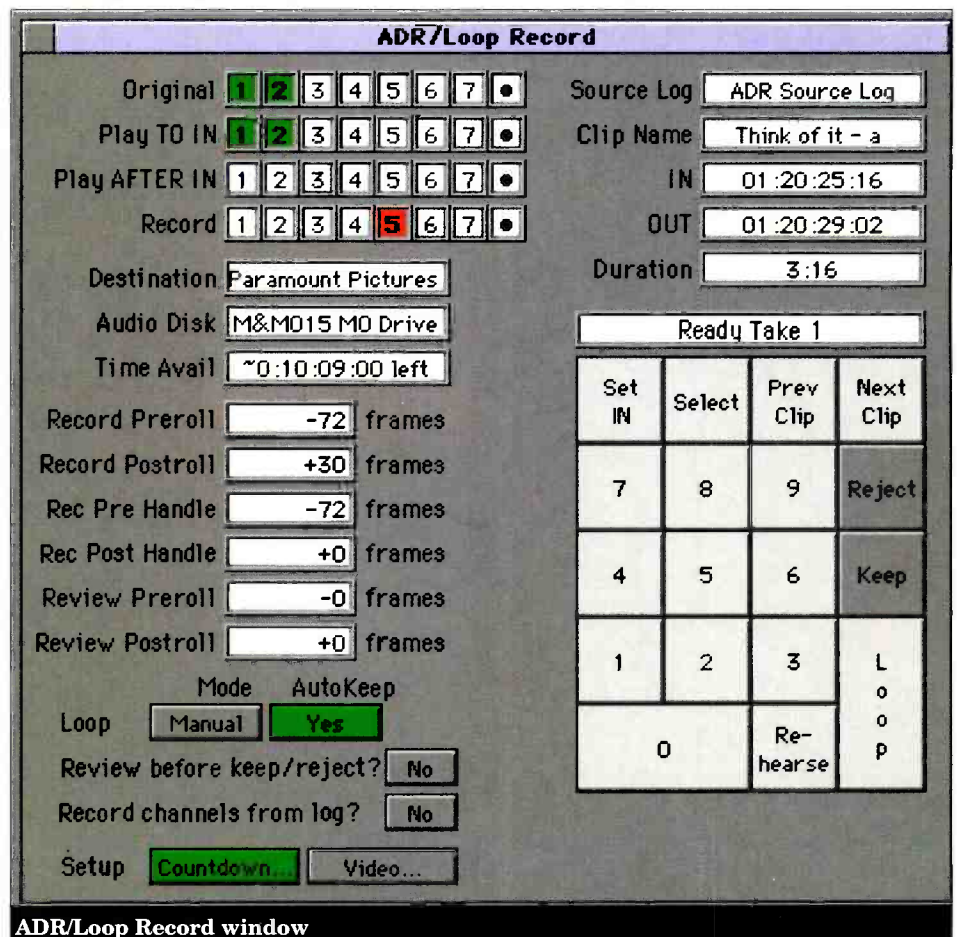 ADR/Loop Record
Original 1 2 3 4 5 6 7 •
Play TO IN 1 2 3 4 5 6 7 •
Play AFTER IN 1 2 3 4 5 6 7 •
Record 1 2 3 4 5 6 7 •
Destination Paramount Pictures
Audio Disk M&M015 MO Drive
Time Avail ~0:10:09:00 left
Record Preroll -72 frames
Record Postroll +30 frames
Rec Pre Handle -72 frames
Rec Post Handle +0 frames
Review Preroll -0 frames
Review Postroll +0 frames
Mode AutoKeep
Loop Manual Yes
Review before keep/reject? No
Record channels from log? No
Setup Countdown... Video...
Source Log ADR Source Log
Clip Name Think of it - a
IN 01:20:25:16
OUT 01:20:29:02
Duration 3:16
Ready Take 1
Set IN Select Prev Clip Next Clip
7 8 9 Reject
4 5 6 Keep
1 2 3 Loop
0 Re-hearse
ADR/Loop Record window